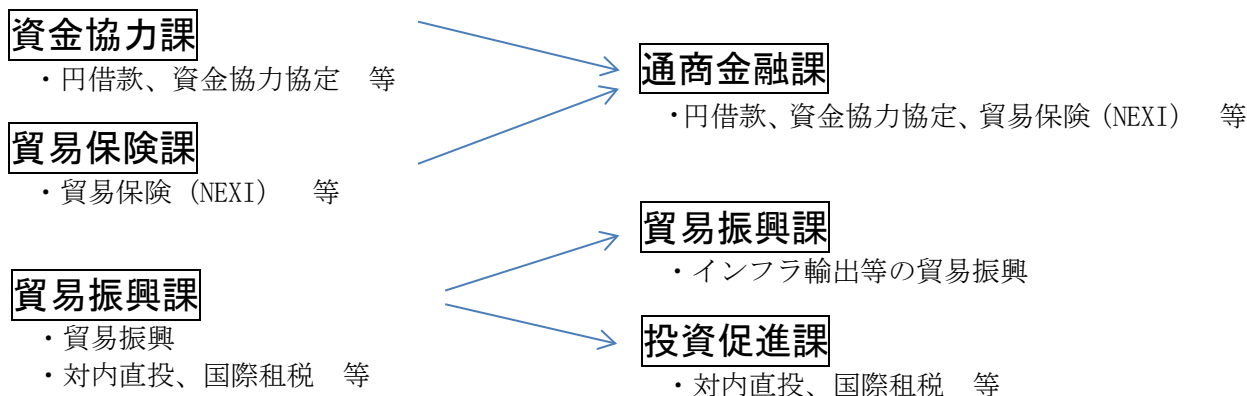 資金協力課
・円借款、資金協力協定　等
貿易保険課
・貿易保険（NEXI）　等
貿易振興課
・貿易振興
・対内直投、国際租税　等
通商金融課
・円借款、資金協力協定、貿易保険（NEXI）　等
貿易振興課
・インフラ輸出等の貿易振興
投資促進課
・対内直投、国際租税　等